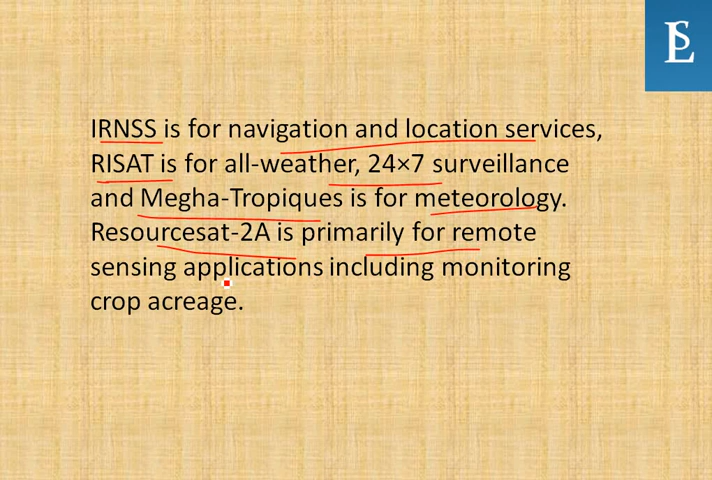 IRNSS is for navigation and location services,
RISAT is for all-weather, 24×7 surveillance
and Megha-Tropiques is for meteorology.
Resourcesat-2A is primarily for remote
sensing applications including monitoring
crop acreage.